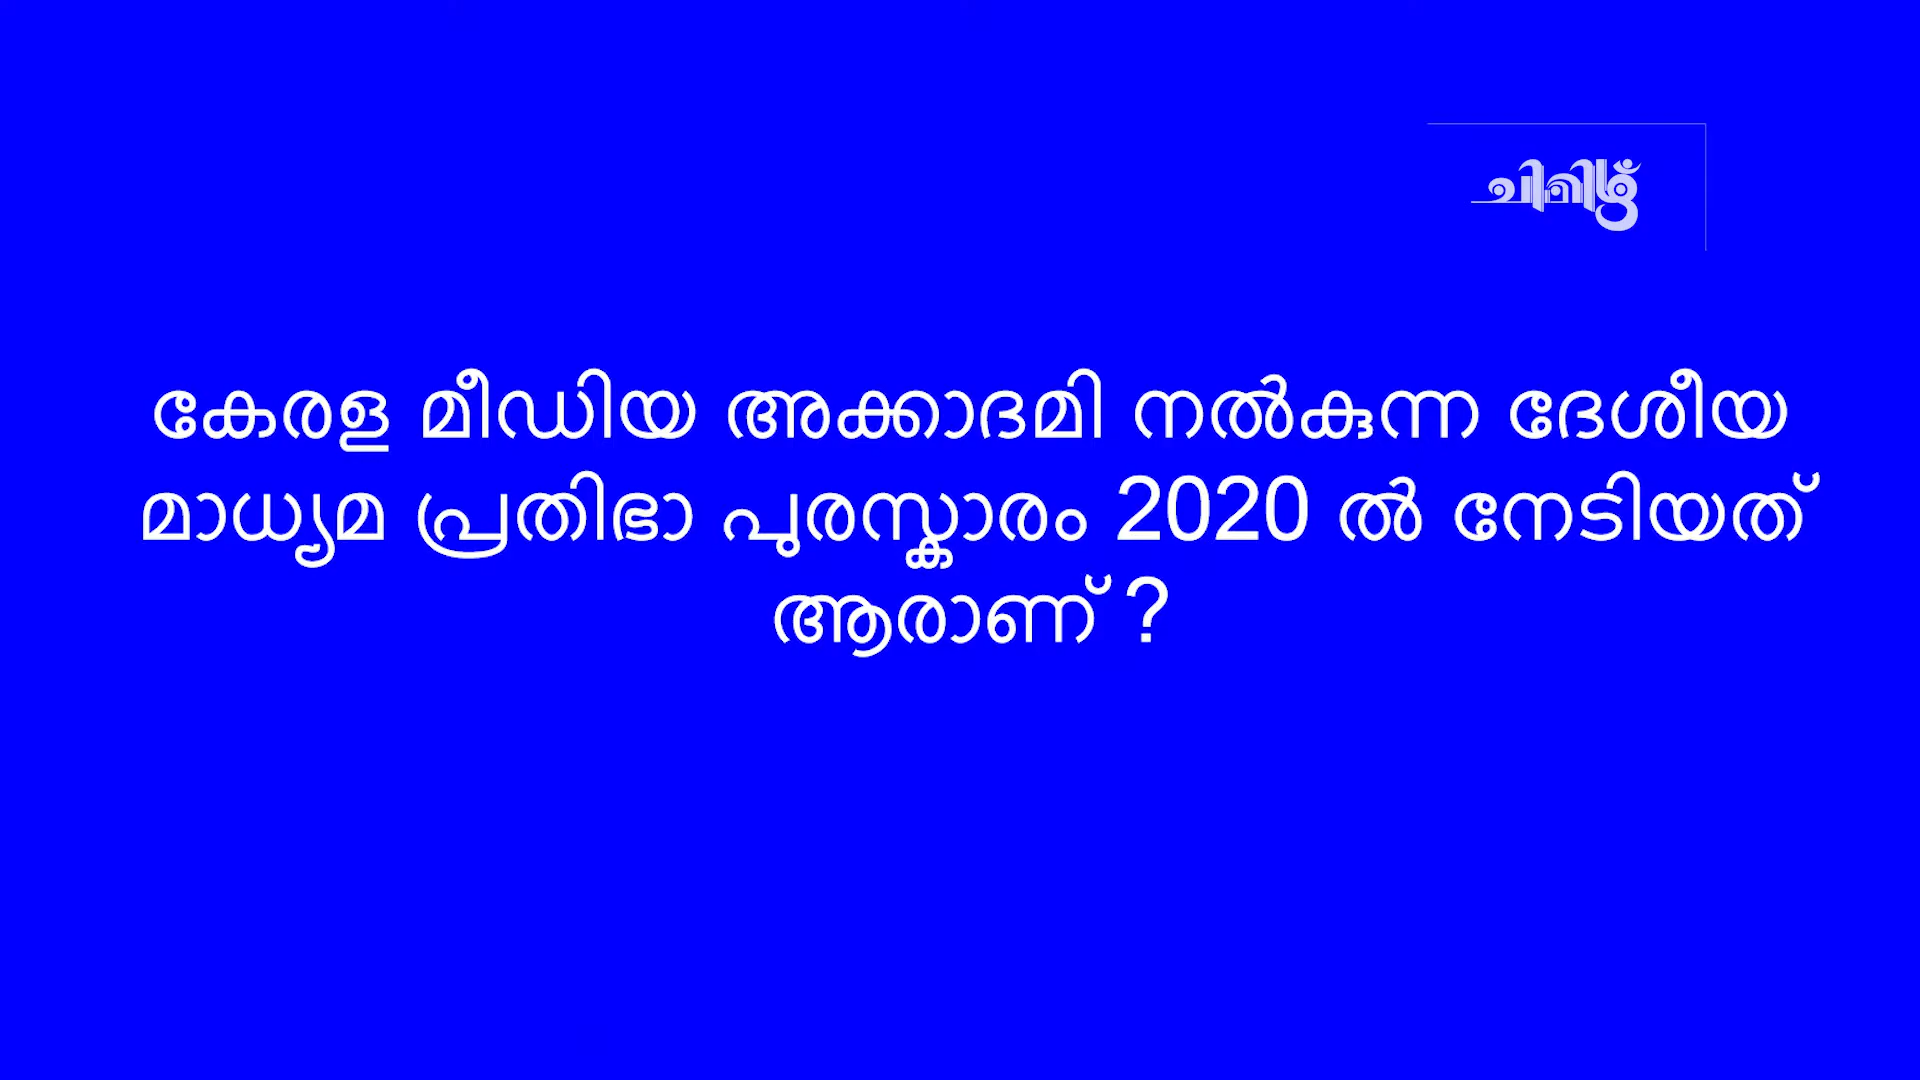 ചിമിഴ്
കേരള മീഡിയ അക്കാദമി നൽകുന്ന ദേശീയ
മാധ്യമ പ്രതിഭാ പുരസ്കാരം 2020 ൽ നേടിയത്
ആരാണ് ?